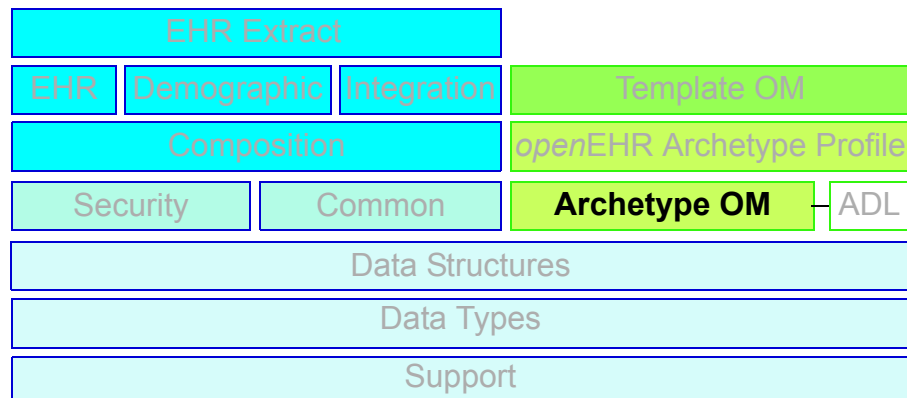 EHR Extract
EHR Demographic Integration Template OM
Composition openEHR Archetype Profile
Security Common Archetype OM ADL
Data Structures
Data Types
Support